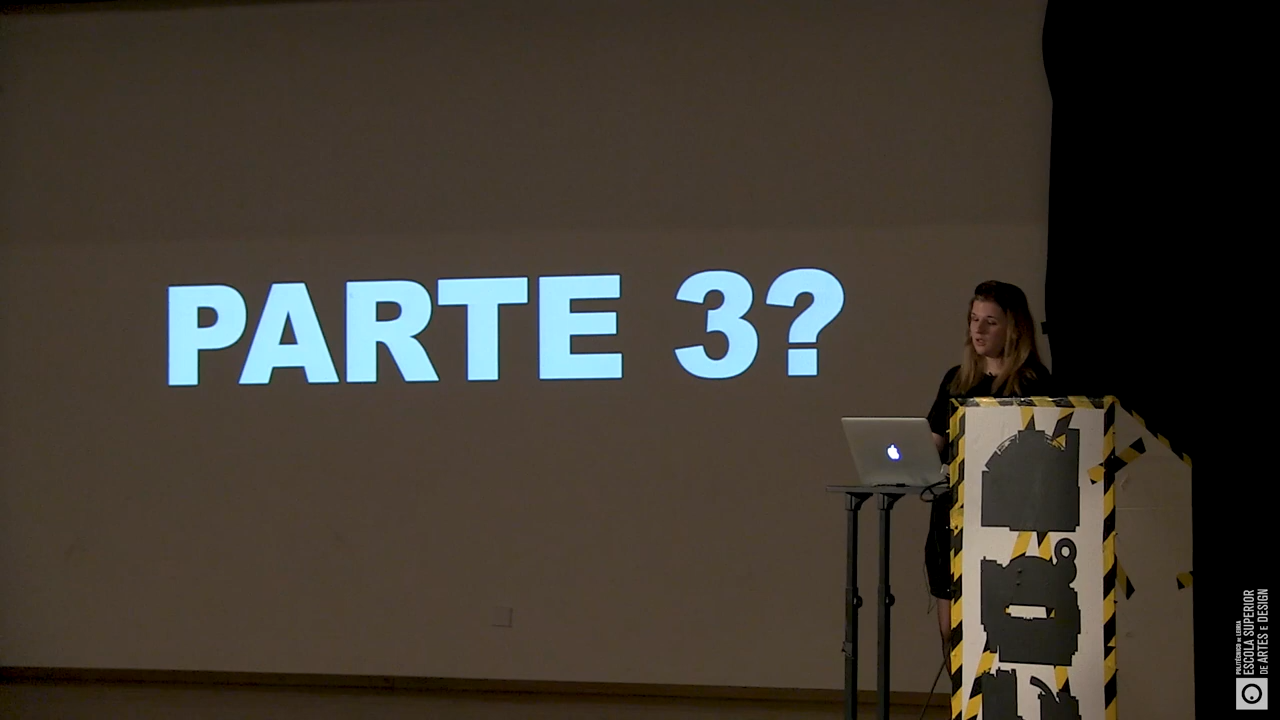 PARTE 3?
POLITÉCNICO DE LEIRIA
ESCOLA SUPERIOR
DE ARTES E DESIGN